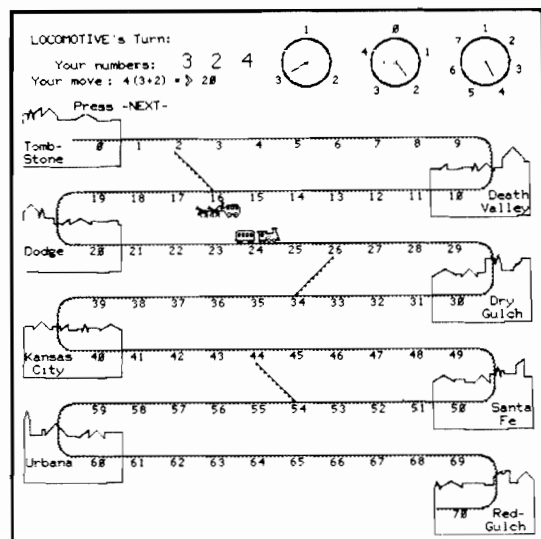 LOCOMOTIVE's Turn:
Your numbers: 3 2 4
Your move : 4(3+2) = > 20
Press -NEXT-
1
3 2
0
4 1
3 2
1
7 2
6 3
5 4
Tomb-
Stone
0 1 2 3 4 5 6 7 8 9
19 18 17 16 15 14 13 12 11 10
Death
Valley
Dodge
20 21 22 23 24 25 26 27 28 29
39 38 37 36 35 34 33 32 31 30
Dry
Gulch
Kansas
City
40 41 42 43 44 45 46 47 48 49
59 58 57 56 55 54 53 52 51 50
Santa
Fe
Urbana
60 61 62 63 64 65 66 67 68 69
70
Red-
Gulch